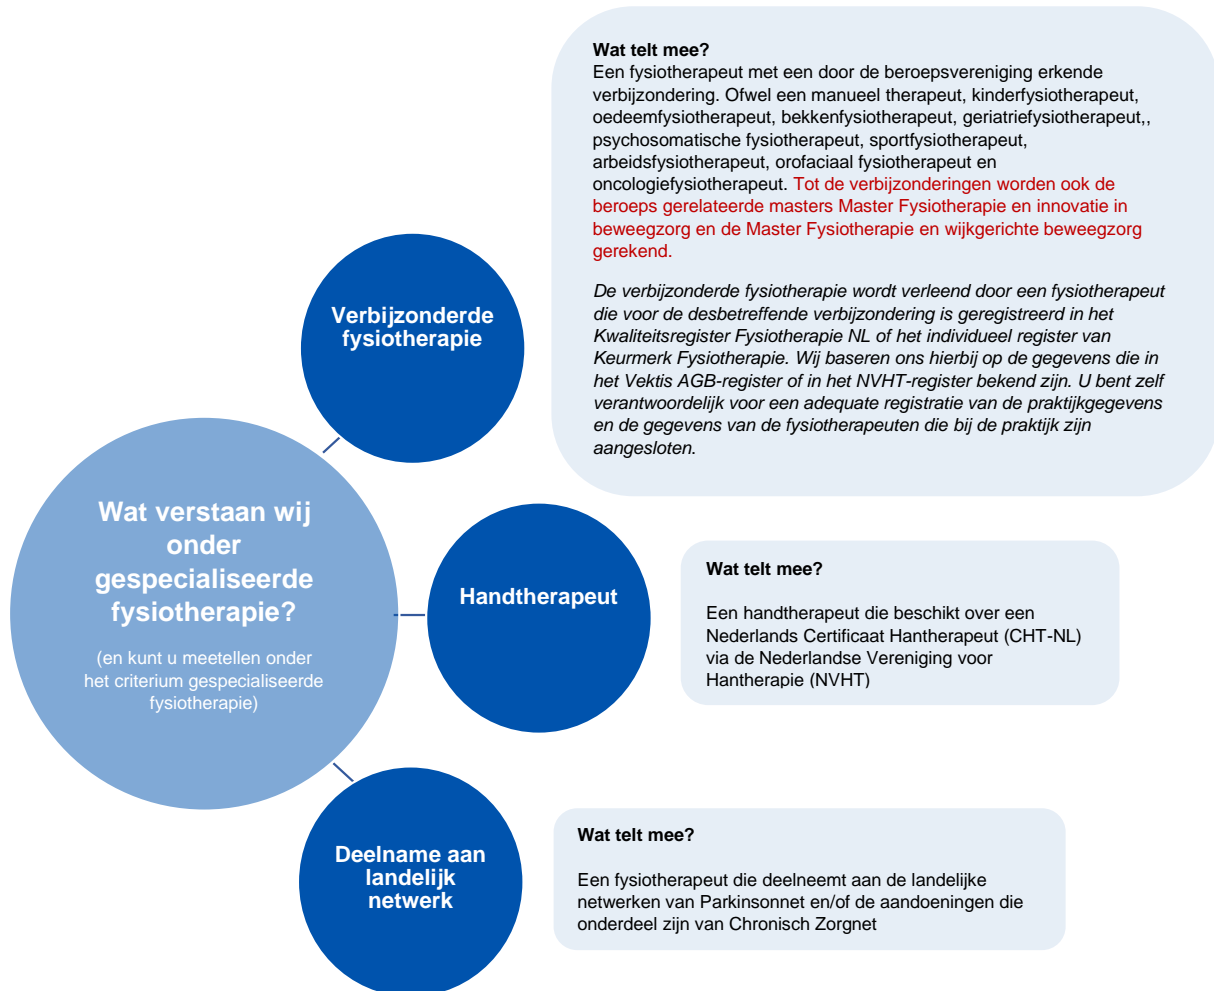 Wat telt mee?
Een fysiotherapeut met een door de beroepsvereniging erkende
verbijzondering. Ofwel een manueel therapeut, kinderfysiotherapeut,
oedeemfysiotherapeut, bekkenfysiotherapeut, geriatriefysiotherapeut,,
psychosomatische fysiotherapeut, sportfysiotherapeut,
arbeidsfysiotherapeut, orofaciaal fysiotherapeut en
oncologiefysiotherapeut. Tot de verbijzonderingen worden ook de
beroeps gerelateerde masters Master Fysiotherapie en innovatie in
beweegzorg en de Master Fysiotherapie en wijkgerichte beweegzorg
gerekend.
De verbijzonderde fysiotherapie wordt verleend door een fysiotherapeut
die voor de desbetreffende verbijzondering is geregistreerd in het
Kwaliteitsregister Fysiotherapie NL of het individueel register van
Keurmerk Fysiotherapie. Wij baseren ons hierbij op de gegevens die in
het Vektis AGB-register of in het NVHT-register bekend zijn. U bent zelf
verantwoordelijk voor een adequate registratie van de praktijkgegevens
en de gegevens van de fysiotherapeuten die bij de praktijk zijn
aangesloten.
Verbijzonderde
fysiotherapie
Wat verstaan wij
onder
gespecialiseerde
fysiotherapie?
(en kunt u meetellen onder
het criterium gespecialiseerde
fysiotherapie)
Handtherapeut
Wat telt mee?
Een handtherapeut die beschikt over een
Nederlands Certificaat Hantherapeut (CHT-NL)
via de Nederlandse Vereniging voor
Hantherapie (NVHT)
Deelname aan
landelijk
netwerk
Wat telt mee?
Een fysiotherapeut die deelneemt aan de landelijke
netwerken van Parkinsonnet en/of de aandoeningen die
onderdeel zijn van Chronisch Zorgnet